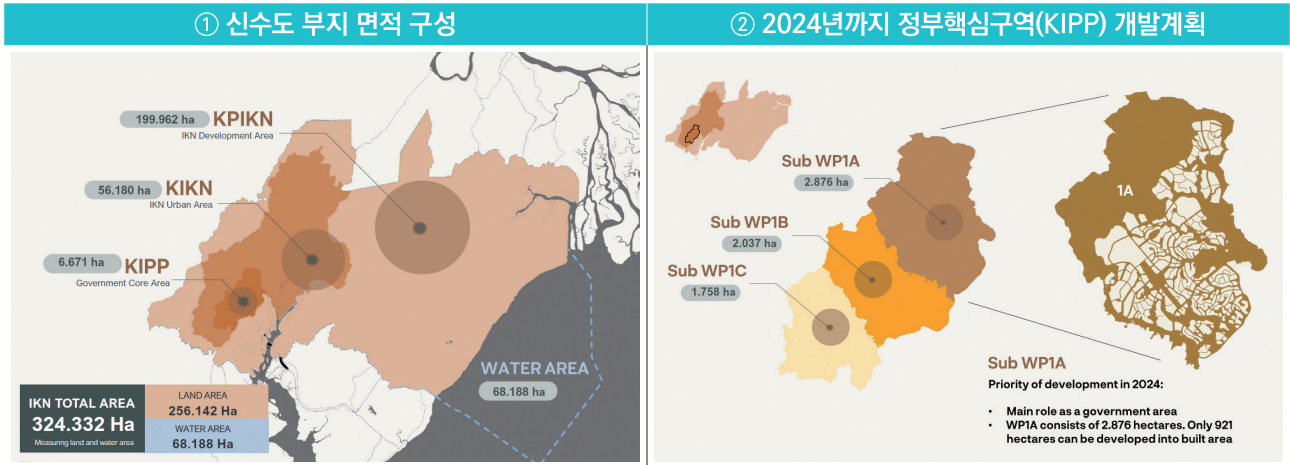 ① 신수도 부지 면적 구성
199.962 ha KPIKN
IKN Development Area
56.180 ha KIKN
IKN Urban Area
6.671 ha KIPP
Government Core Area
WATER AREA
68.188 ha
IKN TOTAL AREA
324.332 Ha
Measuring land and water area
LAND AREA
256.142 Ha
WATER AREA
68.188 Ha
② 2024년까지 정부핵심구역(KIPP) 개발계획
Sub WP1A
2.876 ha
Sub WP1B
2.037 ha
Sub WP1C
1.758 ha
1A
Sub WP1A
Priority of development in 2024:
• Main role as a government area
• WP1A consists of 2.876 hectares. Only 921
hectares can be developed into built area